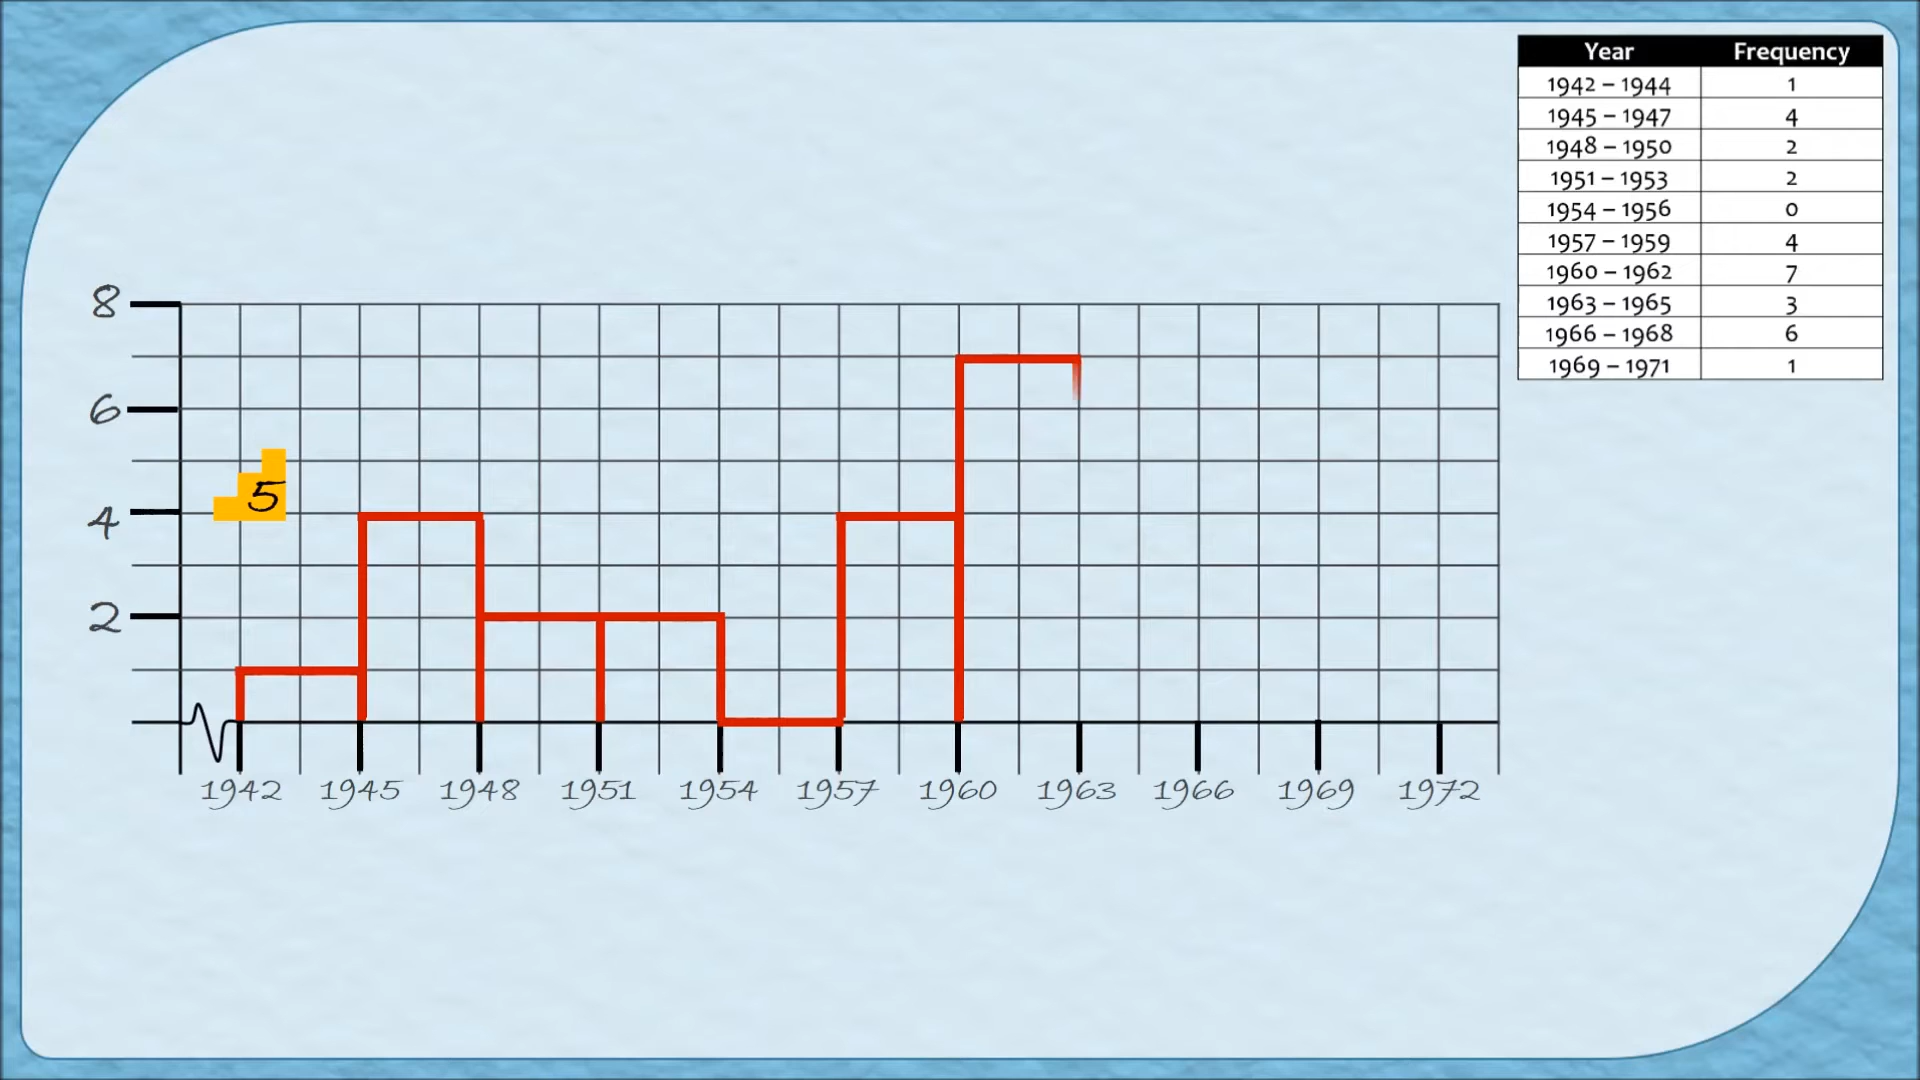 Year Frequency
1942 – 1944 1
1945 – 1947 4
1948 – 1950 2
1951 – 1953 2
1954 – 1956 0
1957 – 1959 4
1960 – 1962 7
1963 – 1965 3
1966 – 1968 6
1969 – 1971 1
8
6
5
4
2
1942 1945 1948 1951 1954 1957 1960 1963 1966 1969 1972